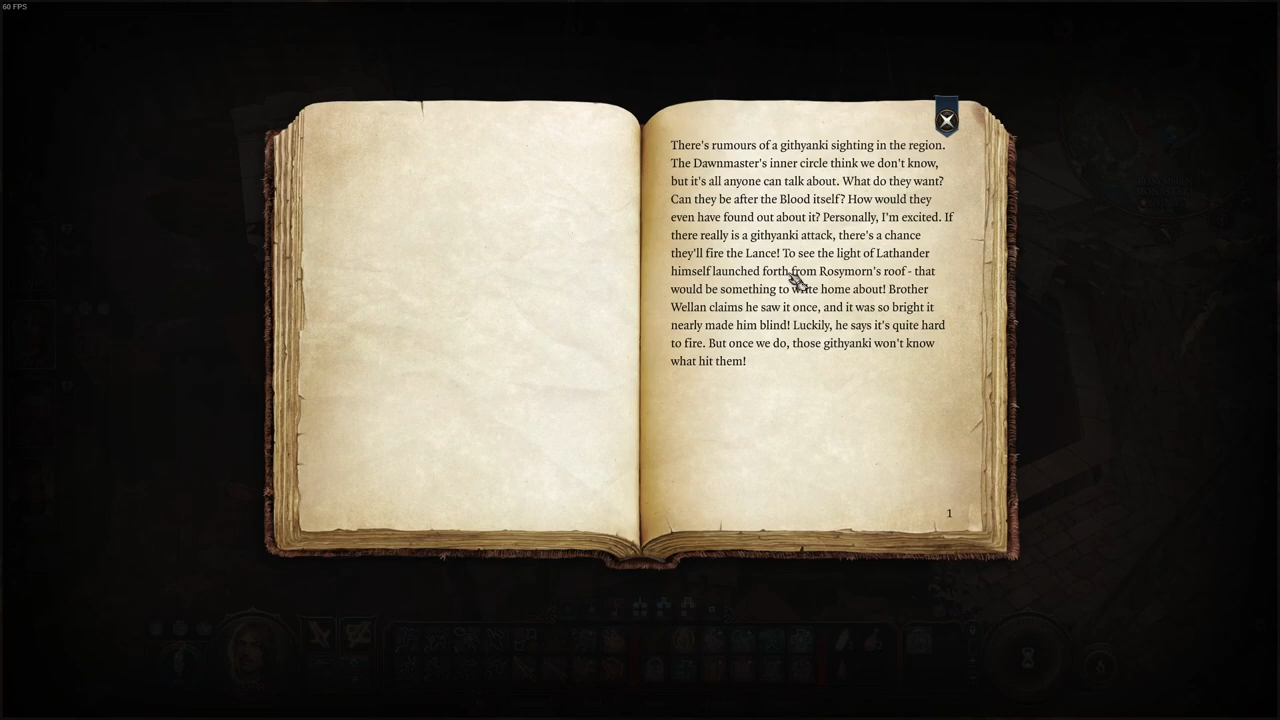 60 FPS
There's rumours of a githyanki sighting in the region.
The Dawnmaster's inner circle think we don't know,
but it's all anyone can talk about. What do they want?
Can they be after the Blood itself? How would they
even have found out about it? Personally, I'm excited. If
there really is a githyanki attack, there's a chance
they'll fire the Lance! To see the light of Lathander
himself launched forth from Rosymorn's roof - that
would be something to write home about! Brother
Wellan claims he saw it once, and it was so bright it
nearly made him blind! Luckily, he says it's quite hard
to fire. But once we do, those githyanki won't know
what hit them!
1